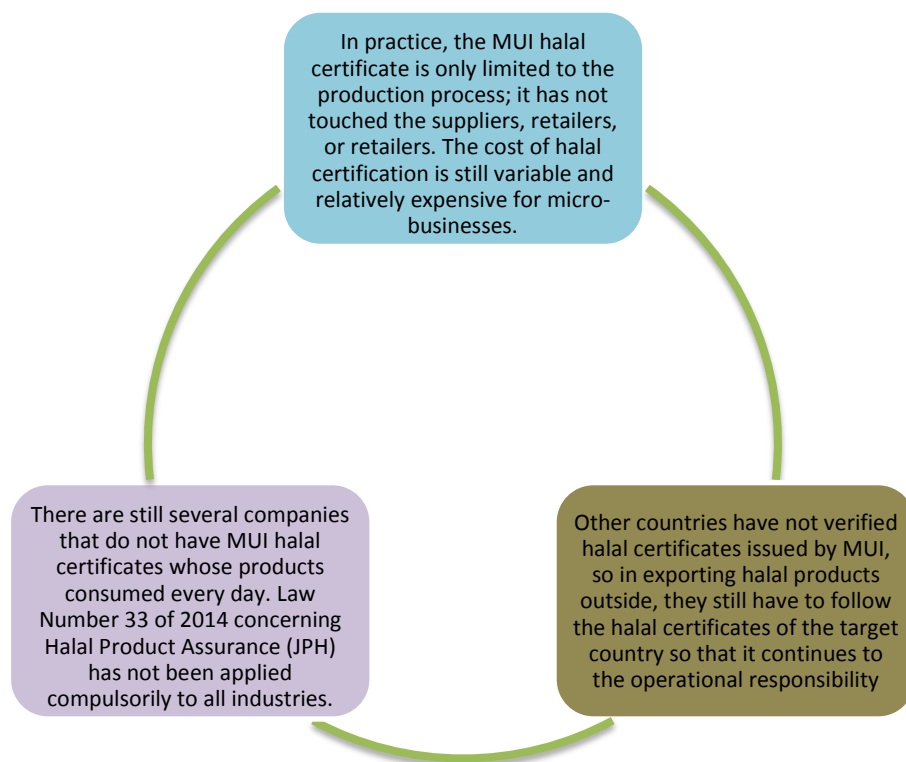 In practice, the MUI halal
certificate is only limited to the
production process; it has not
touched the suppliers, retailers,
or retailers. The cost of halal
certification is still variable and
relatively expensive for micro-
businesses.
There are still several companies
that do not have MUI halal
certificates whose products
consumed every day. Law
Number 33 of 2014 concerning
Halal Product Assurance (JPH)
has not been applied
compulsorily to all industries.
Other countries have not verified
halal certificates issued by MUI,
so in exporting halal products
outside, they still have to follow
the halal certificates of the target
country so that it continues to
the operational responsibility